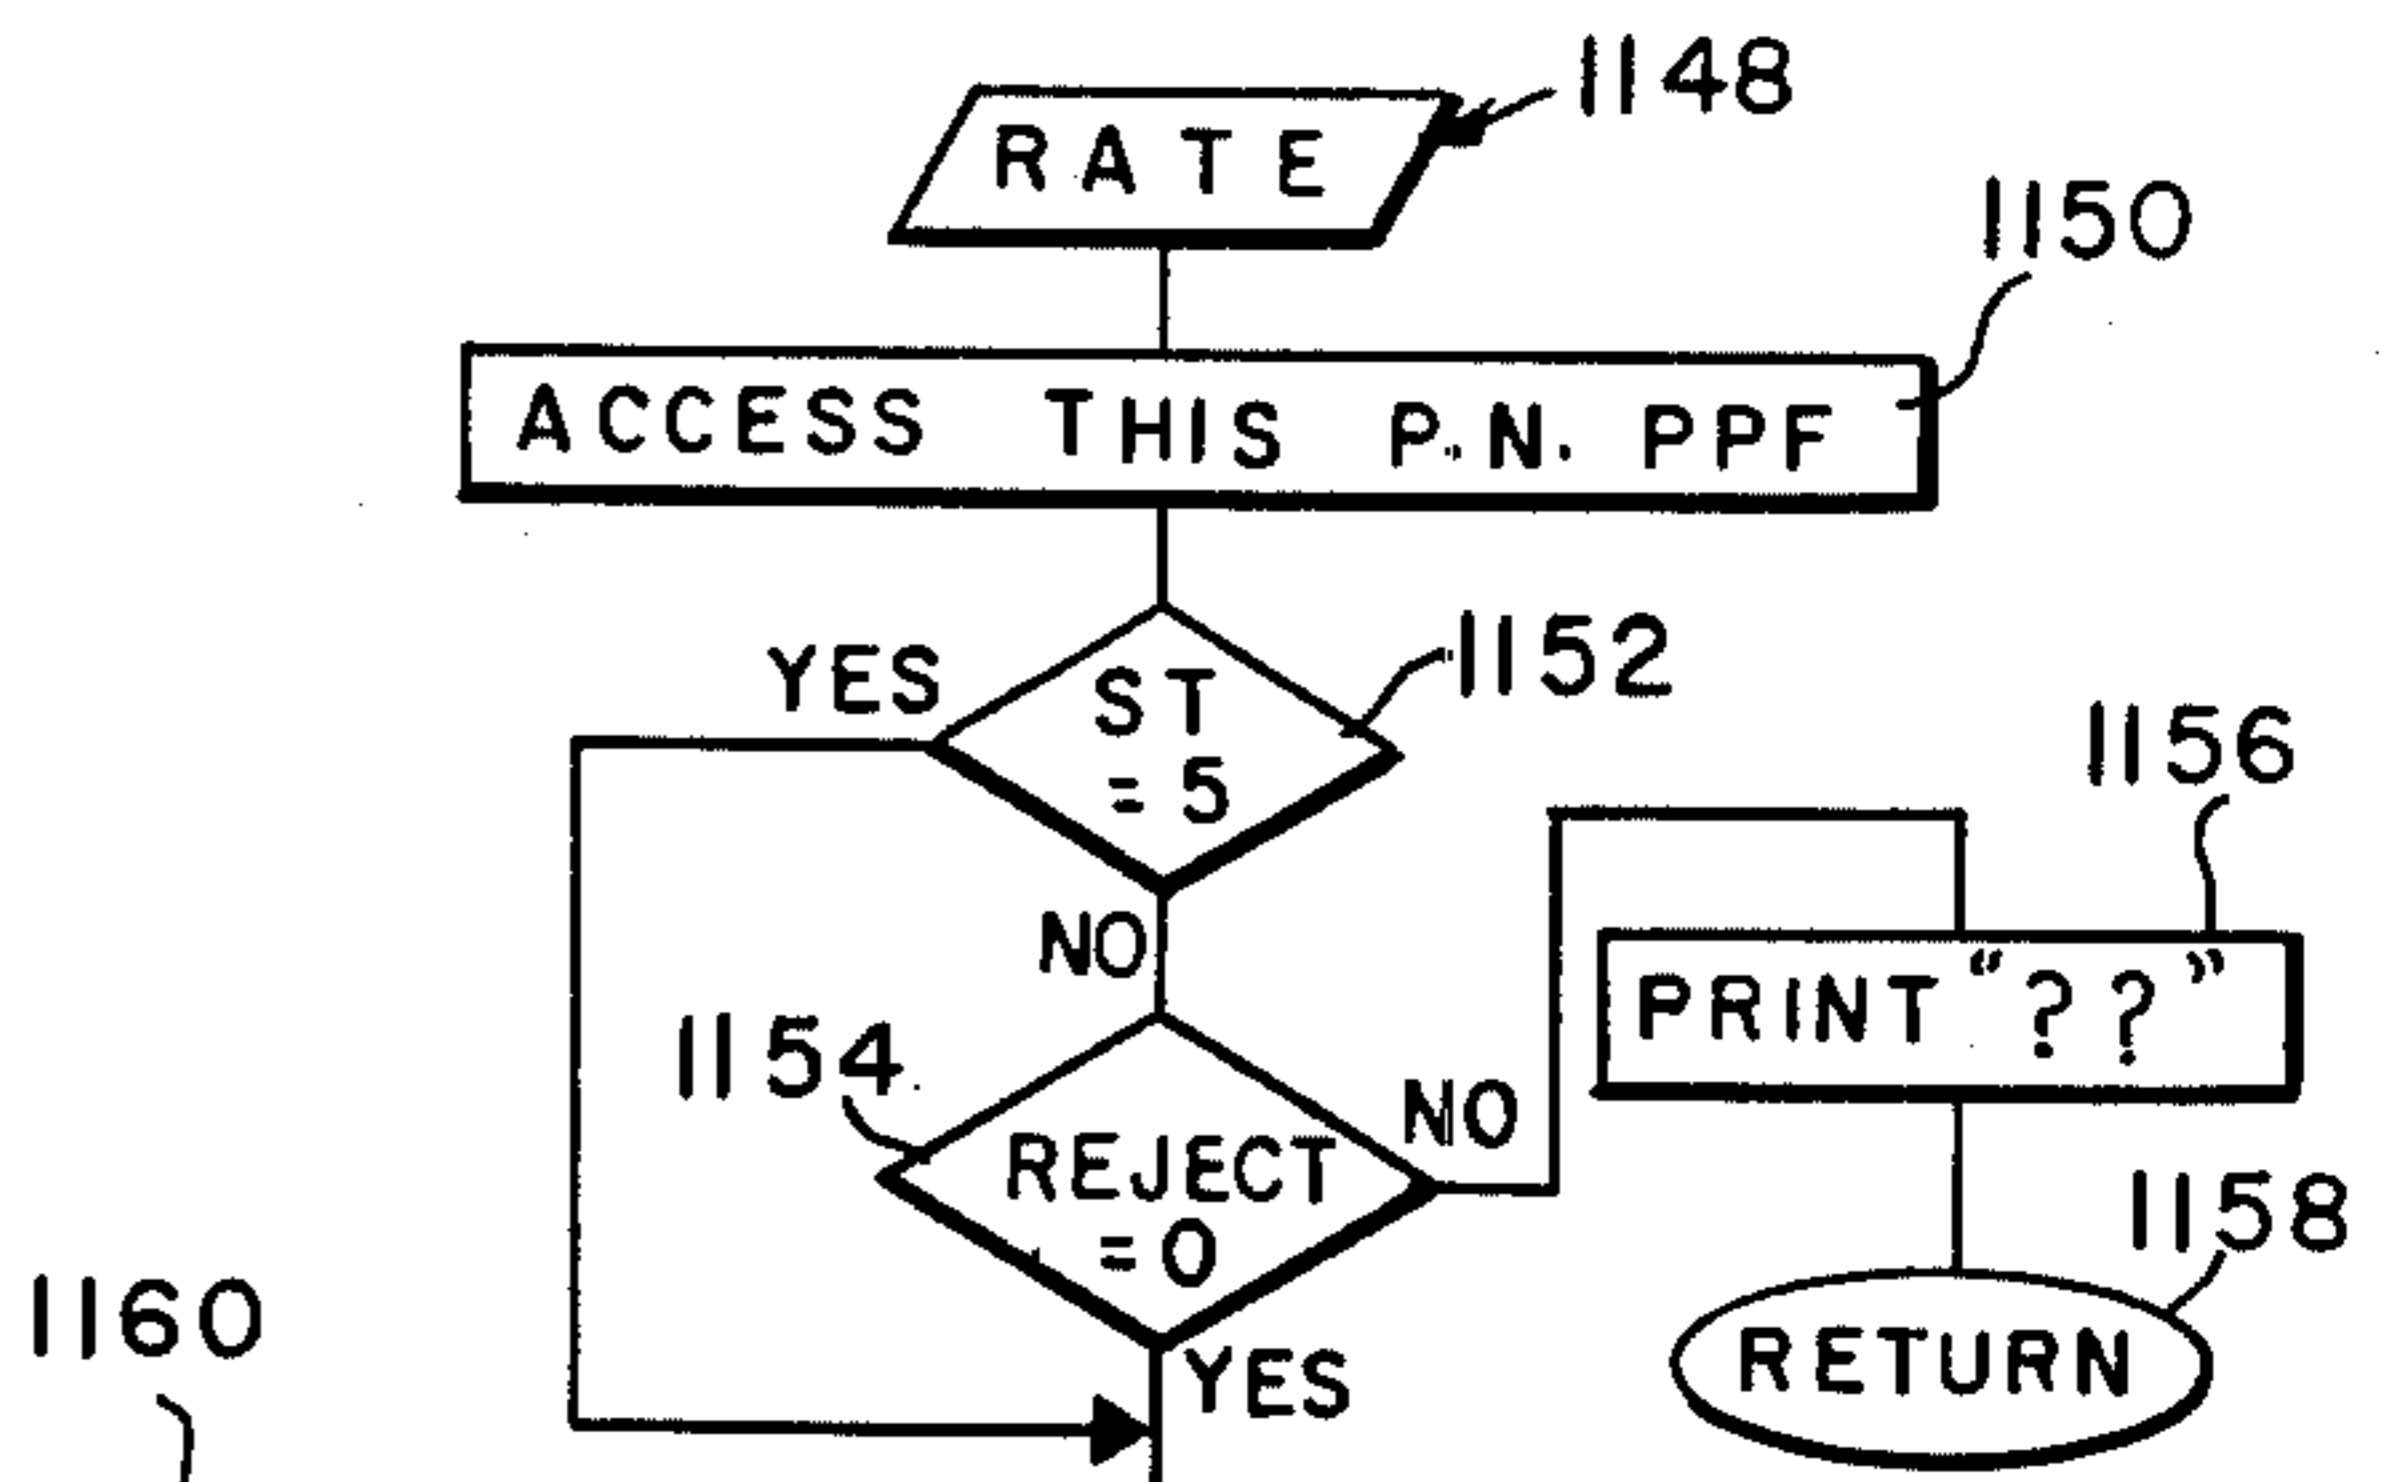 1148
RATE
1150
ACCESS THIS P.N. PPF
1152
YES
ST
= 5
1156
NO
PRINT “??”
1154
NO
REJECT
= 0
1158
1160
YES
RETURN